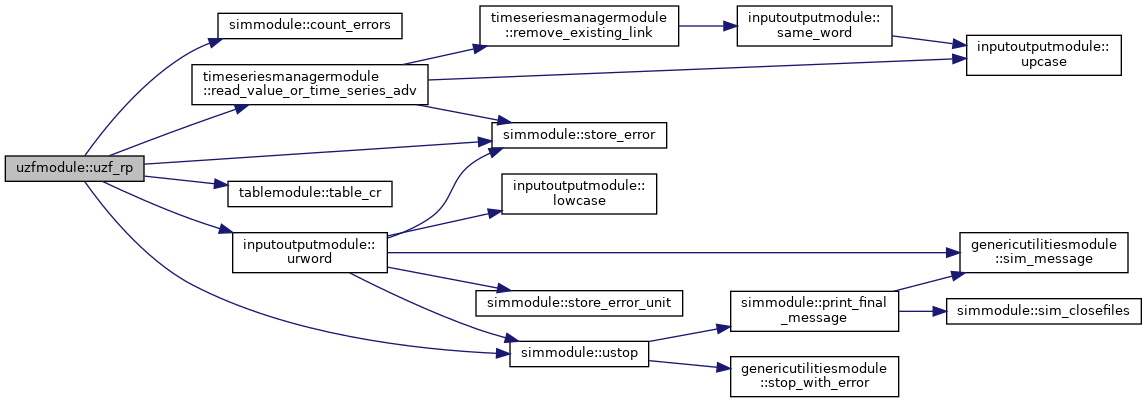 uzfmodule::uzf_rp
simmodule::count_errors
timeseriesmanagermodule
::read_value_or_time_series_adv
timeseriesmanagermodule
::remove_existing_link
inputoutputmodule::
same_word
inputoutputmodule::
upcase
simmodule::store_error
tablemodule::table_cr
inputoutputmodule::
lowcase
inputoutputmodule::
urword
genericutilitiesmodule
::sim_message
simmodule::store_error_unit
simmodule::print_final
_message
simmodule::sim_closefiles
simmodule::ustop
genericutilitiesmodule
::stop_with_error